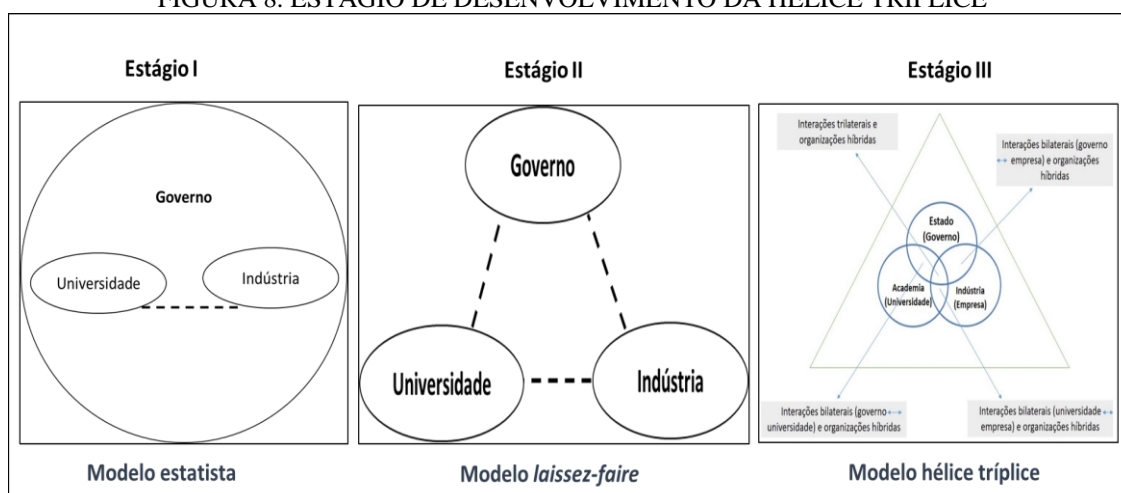 FIGURA 8: ESTÁGIO DE DESENVOLVIMENTO DA HÉLICE TRÍPLICE
Estágio I
Governo
Universidade
Indústria
Modelo estatista
Estágio II
Governo
Universidade
Indústria
Modelo laissez-faire
Estágio III
Interações trilaterais e
organizações híbridas
Interações bilaterais (governo
empresa) e organizações
híbridas
Estado
(Governo)
Academia
(Universidade)
Indústria
(Empresa)
Interações bilaterais (governo
universidade) e organizações híbridas
Interações bilaterais (universidade
empresa) e organizações híbridas
Modelo hélice tríplice